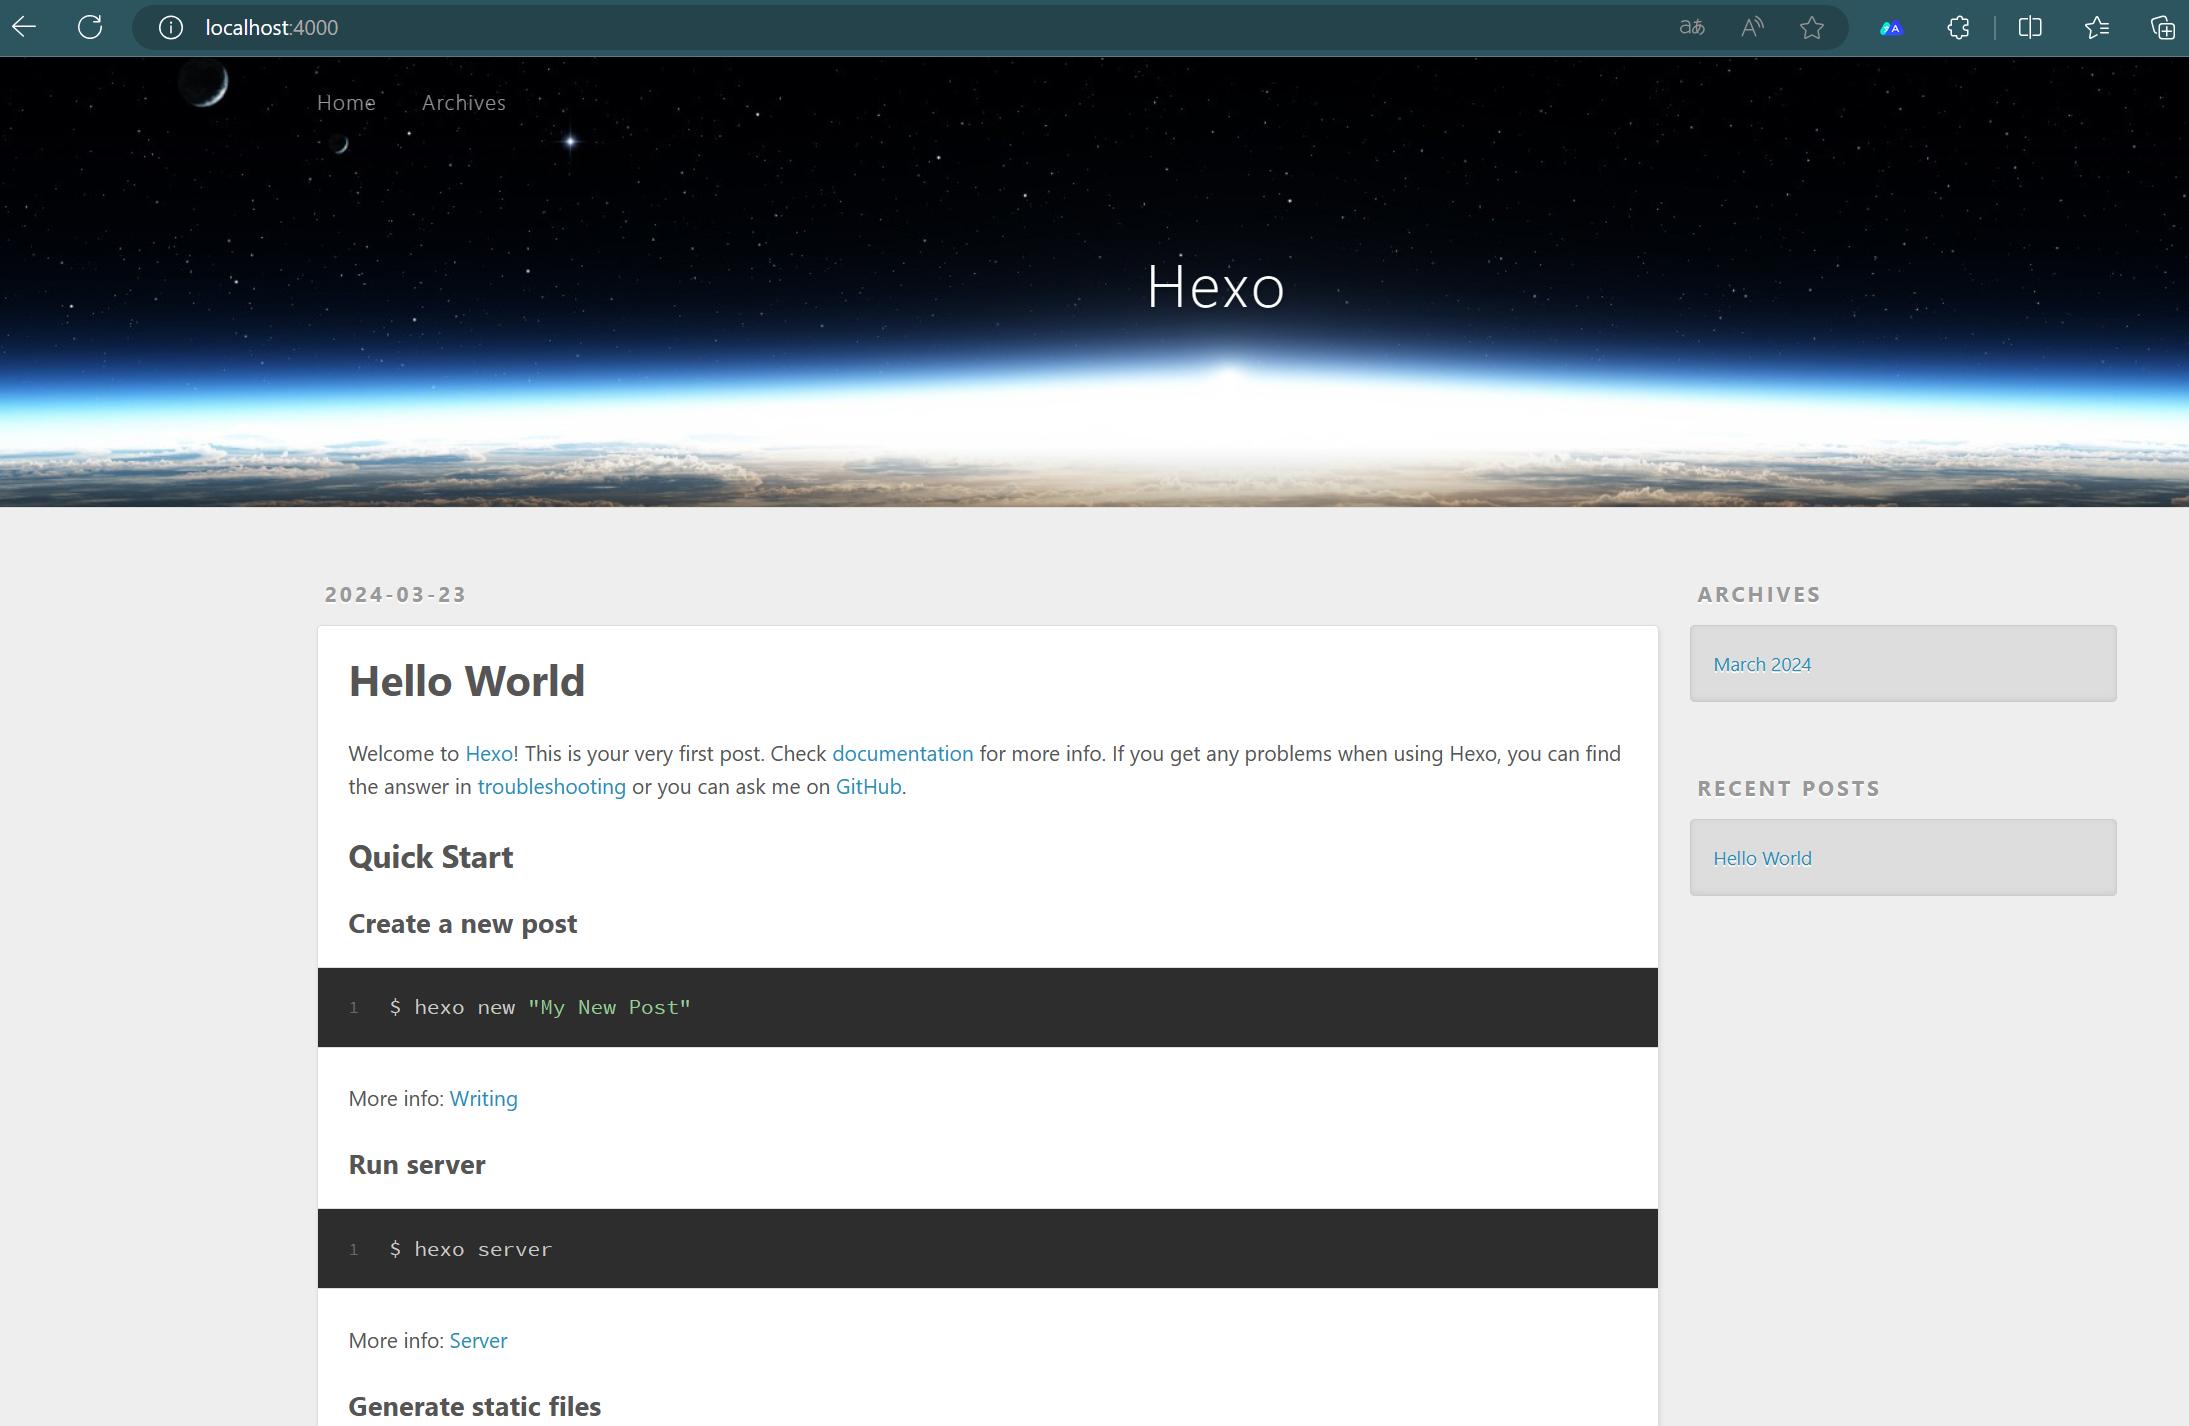 localhost:4000
aあ
A
A
Home Archives
Hexo
2024-03-23
Hello World
Welcome to Hexo! This is your very first post. Check documentation for more info. If you get any problems when using Hexo, you can find
the answer in troubleshooting or you can ask me on GitHub.
Quick Start
Create a new post
1 $ hexo new "My New Post"
More info: Writing
Run server
1 $ hexo server
More info: Server
Generate static files
ARCHIVES
March 2024
RECENT POSTS
Hello World